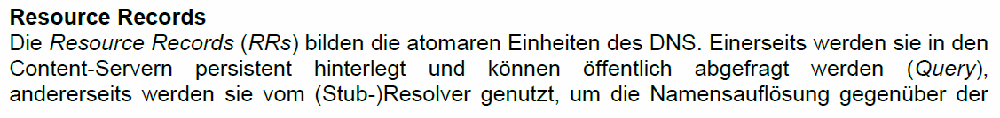 Resource Records
Die Resource Records (RRs) bilden die atomaren Einheiten des DNS. Einerseits werden sie in den
Content-Servern persistent hinterlegt und können öffentlich abgefragt werden (Query),
andererseits werden sie vom (Stub-)Resolver genutzt, um die Namensauflösung gegenüber der